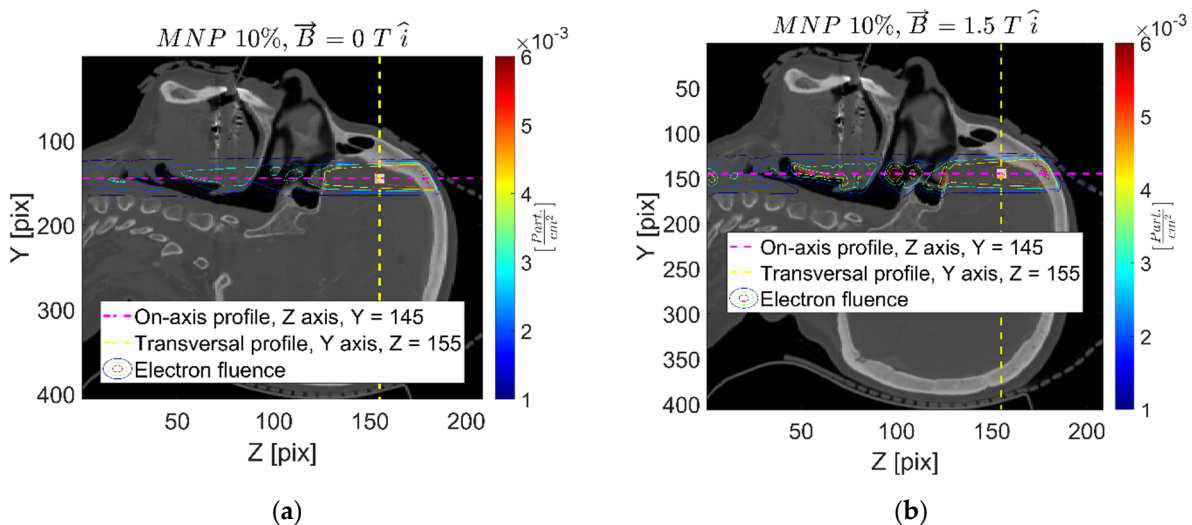 MNP 10%, B⃗ = 0 T î
×10⁻³
6
5
4
3
2
1
[Part./cm²]
100
200
300
400
Y [pix]
50
100
150
200
Z [pix]
On-axis profile, Z axis, Y = 145
Transversal profile, Y axis, Z = 155
Electron fluence
(a)
MNP 10%, B⃗ = 1.5 T î
×10⁻³
6
5
4
3
2
1
[Part./cm²]
50
100
150
200
250
300
350
400
Y [pix]
50
100
150
200
Z [pix]
On-axis profile, Z axis, Y = 145
Transversal profile, Y axis, Z = 155
Electron fluence
(b)